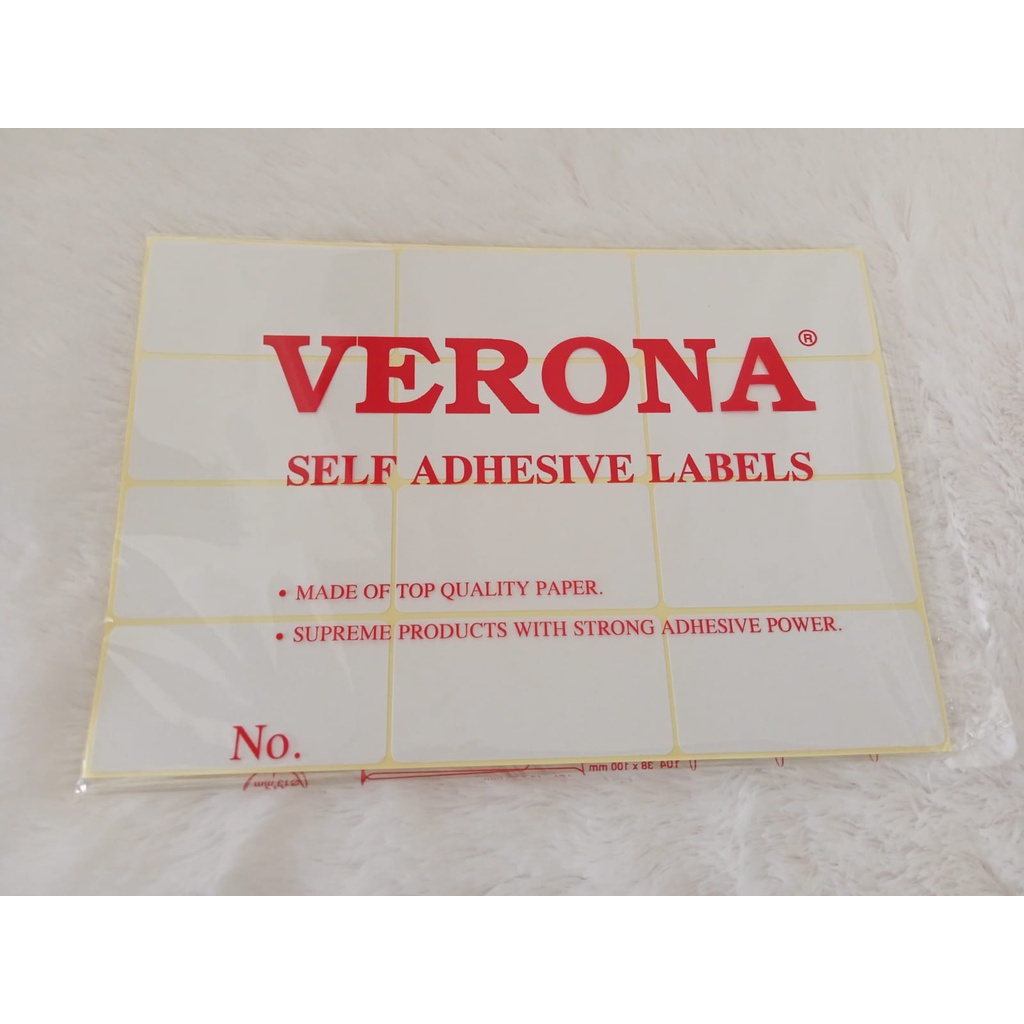 VERONA®
SELF ADHESIVE LABELS
• MADE OF TOP QUALITY PAPER.
• SUPREME PRODUCTS WITH STRONG ADHESIVE POWER.
No.
104 38 x 100 mm